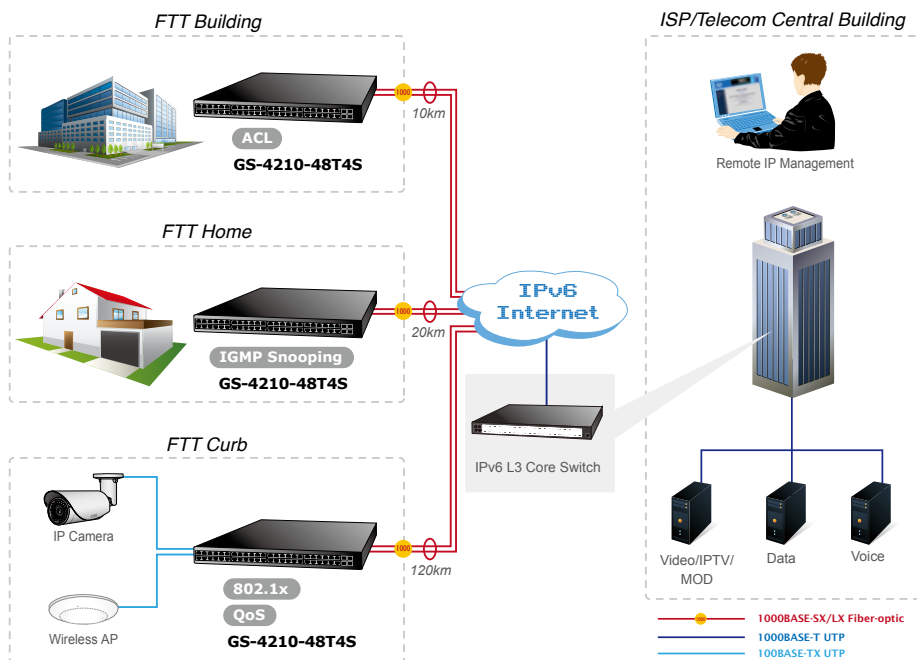 FTT Building
ACL
GS-4210-48T4S
1000
10km
FTT Home
IGMP Snooping
GS-4210-48T4S
1000
20km
FTT Curb
IP Camera
Wireless AP
802.1x
QoS
GS-4210-48T4S
1000
120km
IPv6
Internet
IPv6 L3 Core Switch
ISP/Telecom Central Building
Remote IP Management
Video/IPTV/
MOD
Data
Voice
1000
1000BASE-SX/LX Fiber-optic
1000BASE-T UTP
100BASE-TX UTP